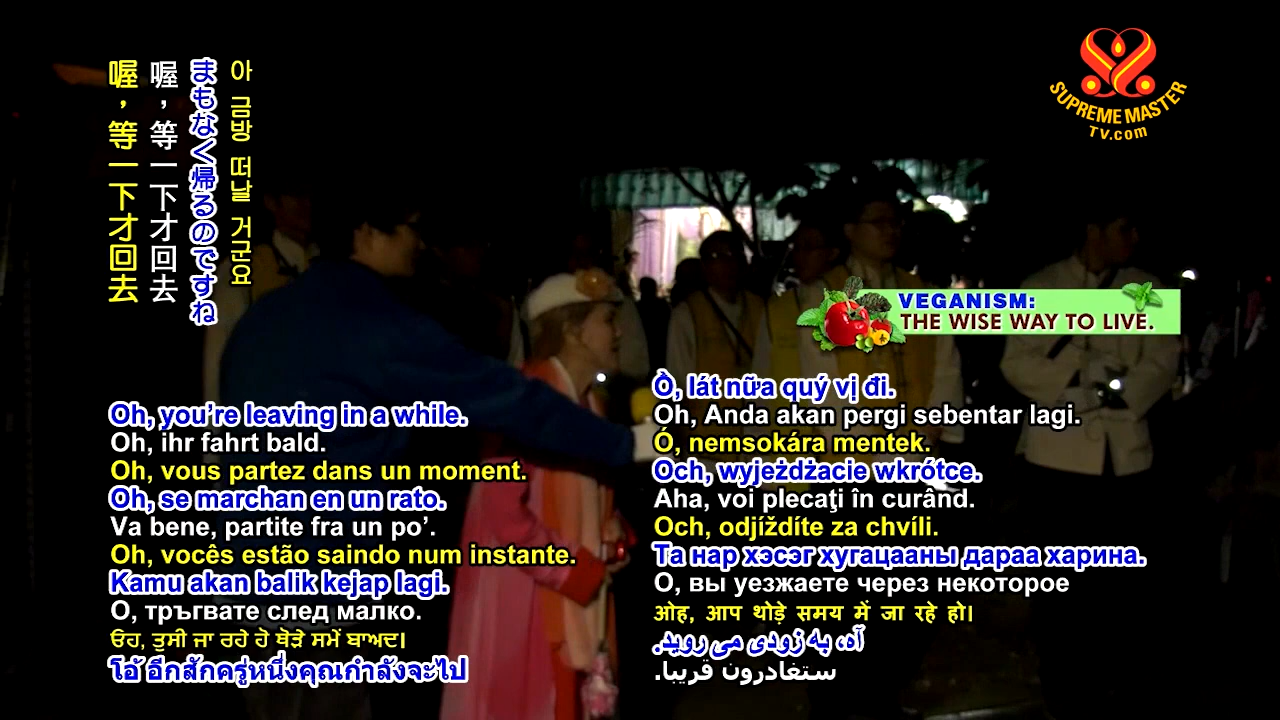 喔，等一下才回去
喔，等一下才回去
まもなく帰るのですね
아 금방 떠날 거군요
SUPREME MASTER
TV.com
VEGANISM:
THE WISE WAY TO LIVE.
Oh, you’re leaving in a while.
Oh, ihr fahrt bald.
Oh, vous partez dans un moment.
Oh, se marchan en un rato.
Va bene, partite fra un po’.
Oh, vocês estão saindo num instante.
Kamu akan balik kejap lagi.
О, тръгвате след малко.
ਓਹ, ਤੁਸੀ ਜਾ ਰਹੇ ਹੋ ਥੋੜੇ ਸਮੇਂ ਬਾਅਦ।
โอ้ อีกสักครู่หนึ่งคุณกำลังจะไป
Ồ, lát nữa quý vị đi.
Oh, Anda akan pergi sebentar lagi.
Ó, nemsokára mentek.
Och, wyjeżdżacie wkrótce.
Aha, voi plecaţi în curând.
Och, odjíždíte za chvíli.
Та нар хэсэг хугацааны дараа харина.
О, вы уезжаете через некоторое
ओह, आप थोड़े समय में जा रहे हो।
آه، به زودی می روید.
ستغادرون قريبا.